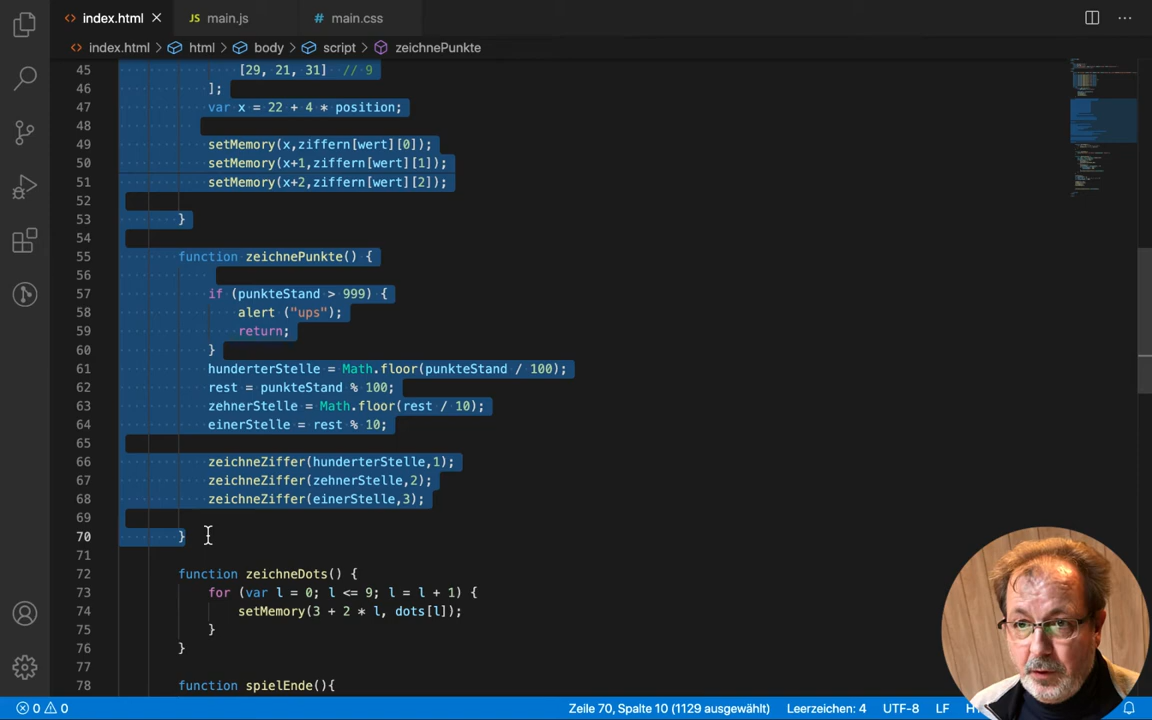 index.html
JS main.js
# main.css
index.html > html > body > script > zeichnePunkte
45 [29, 21, 31] // 9
46 ];
47 var x = 22 + 4 * position;
48
49 setMemory(x,ziffern[wert][0]);
50 setMemory(x+1,ziffern[wert][1]);
51 setMemory(x+2,ziffern[wert][2]);
52
53 }
54
55 function zeichnePunkte() {
56
57 if (punkteStand > 999) {
58 alert ("ups");
59 return;
60 }
61 hunderterStelle = Math.floor(punkteStand / 100);
62 rest = punkteStand % 100;
63 zehnerStelle = Math.floor(rest / 10);
64 einerStelle = rest % 10;
65
66 zeichneZiffer(hunderterStelle,1);
67 zeichneZiffer(zehnerStelle,2);
68 zeichneZiffer(einerStelle,3);
69
70 }
71
72 function zeichneDots() {
73 for (var l = 0; l <= 9; l = l + 1) {
74 setMemory(3 + 2 * l, dots[l]);
75 }
76 }
77
78 function spielEnde(){
0 0 Zeile 70, Spalte 10 (1129 ausgewählt) Leerzeichen: 4 UTF-8 LF